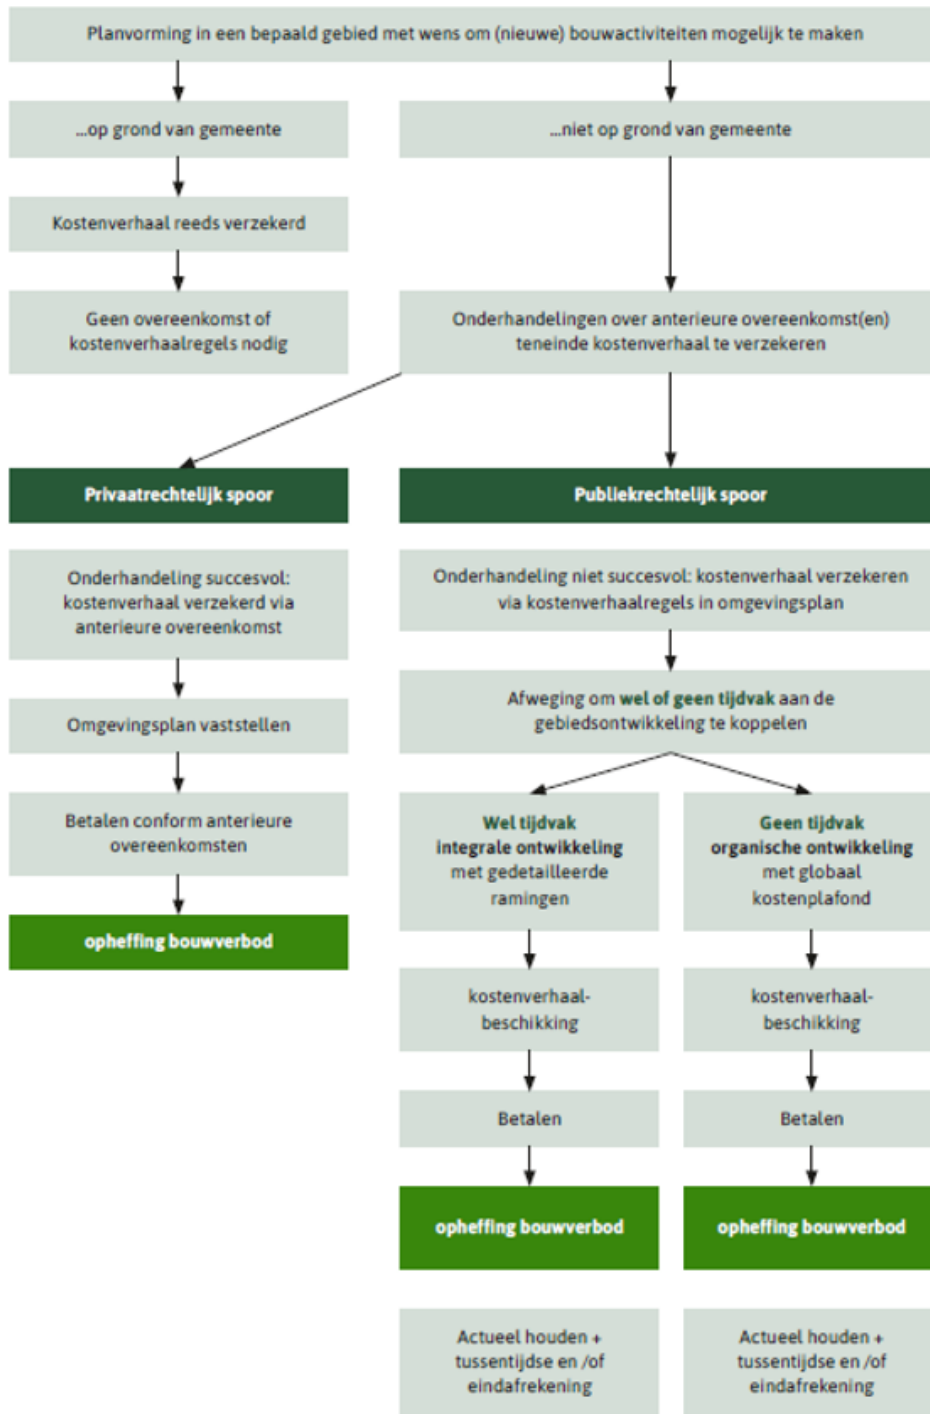 Planvorming in een bepaald gebied met wens om (nieuwe) bouwactiviteiten mogelijk te maken
...op grond van gemeente
...niet op grond van gemeente
Kostenverhaal reeds verzekerd
Geen overeenkomst of
kostenverhaalregels nodig
Onderhandelingen over anterieure overeenkomst(en)
teneinde kostenverhaal te verzekeren
Privaatrechtelijk spoor
Publiekrechtelijk spoor
Onderhandeling succesvol:
kostenverhaal verzekerd via
anterieure overeenkomst
Onderhandeling niet succesvol: kostenverhaal verzekeren
via kostenverhaalregels in omgevingsplan
Omgevingsplan vaststellen
Afweging om wel of geen tijdvak aan de
gebiedsontwikkeling te koppelen
Betalen conform anterieure
overeenkomsten
Wel tijdvak
integrale ontwikkeling
met gedetailleerde
ramingen
Geen tijdvak
organische ontwikkeling
met globaal
kostenplafond
opheffing bouwverbod
kostenverhaal-
beschikking
kostenverhaal-
beschikking
Betalen
Betalen
opheffing bouwverbod
opheffing bouwverbod
Actueel houden +
tussentijdse en /of
eindafrekening
Actueel houden +
tussentijdse en /of
eindafrekening